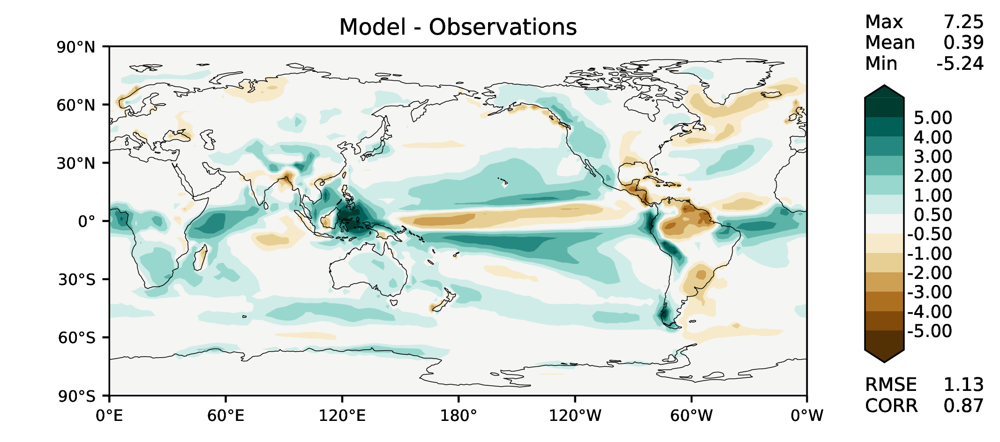 Model - Observations
Max 7.25
Mean 0.39
Min -5.24
90°N
60°N
30°N
0°
30°S
60°S
90°S
0°E 60°E 120°E 180° 120°W 60°W 0°W
5.00
4.00
3.00
2.00
1.00
0.50
-0.50
-1.00
-2.00
-3.00
-4.00
-5.00
RMSE 1.13
CORR 0.87